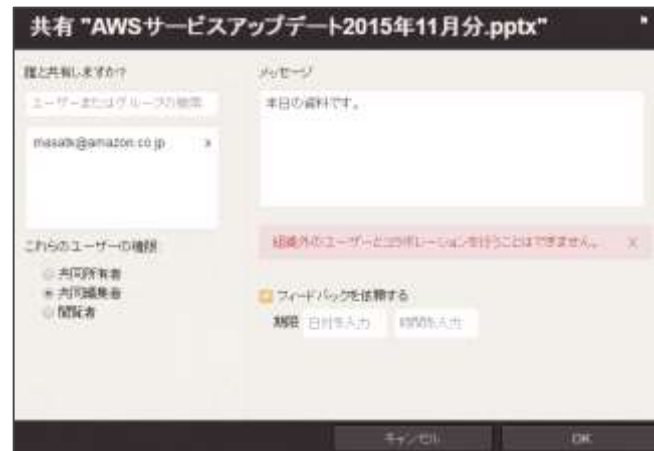 共有 "AWSサービスアップデート2015年11月分.pptx"
誰と共有しますか?
ユーザーまたはグループの検索
masatk@amazon.co.jp x
これらのユーザーの権限:
共同所有者
共同編集者
閲覧者
メッセージ
本日の資料です。
組織外のユーザーとコラボレーションを行うことはできません。 X
フィードバックを依頼する
期限 日付を入力 時間を入力
キャンセル OK